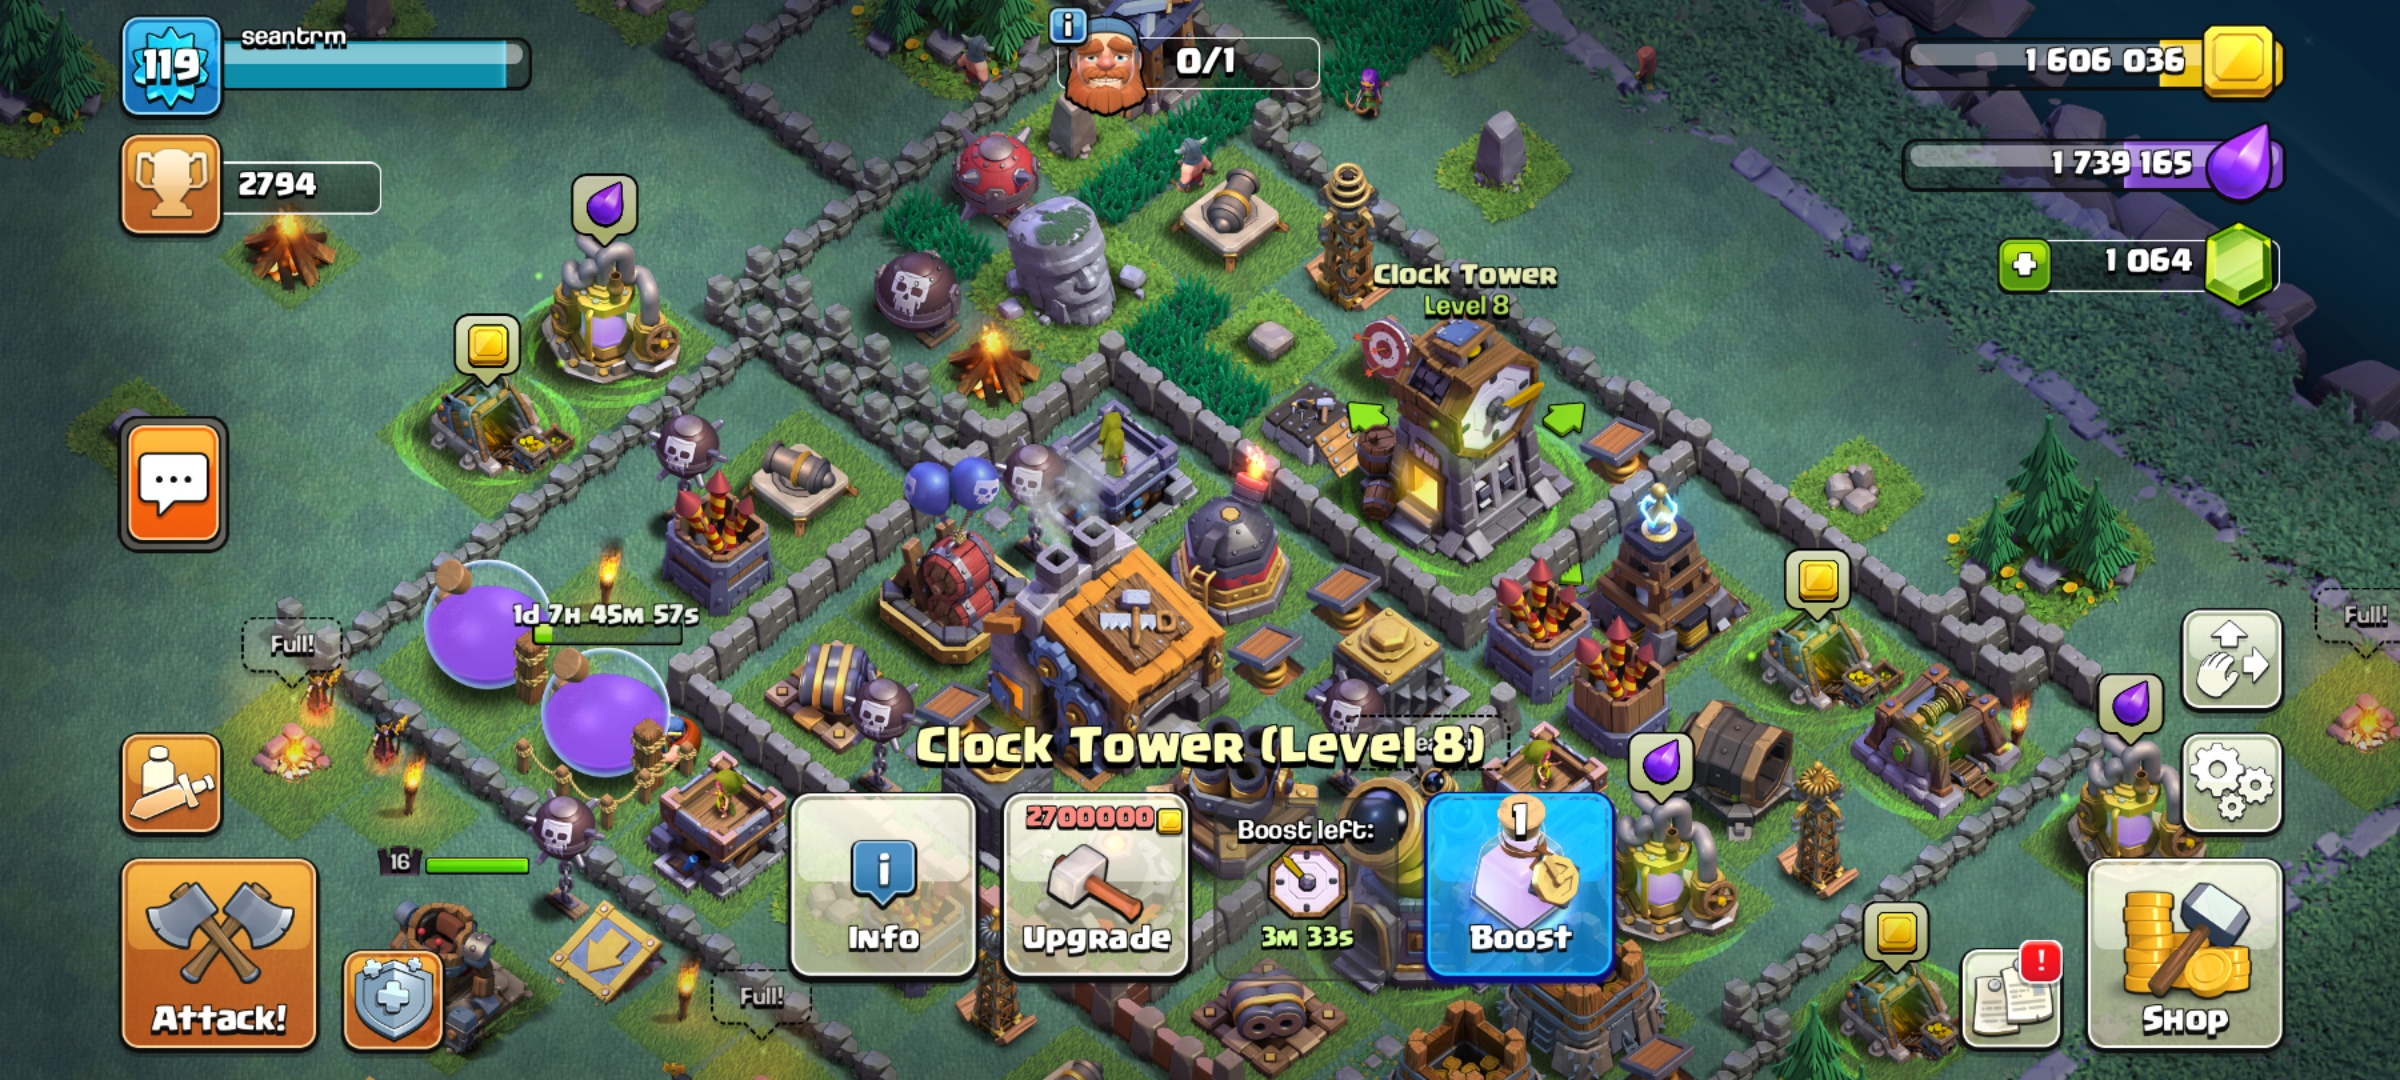 119
seantrm
0/1
1 606 036
2794
1 739 165
1 064
Clock Tower
Level 8
VIII
1d 7h 45m 57s
Full!
Full!
Clock Tower (Level 8)
16
Info
2700000
Upgrade
Boost left:
3m 33s
1
Boost
Full!
Attack!
!
Shop